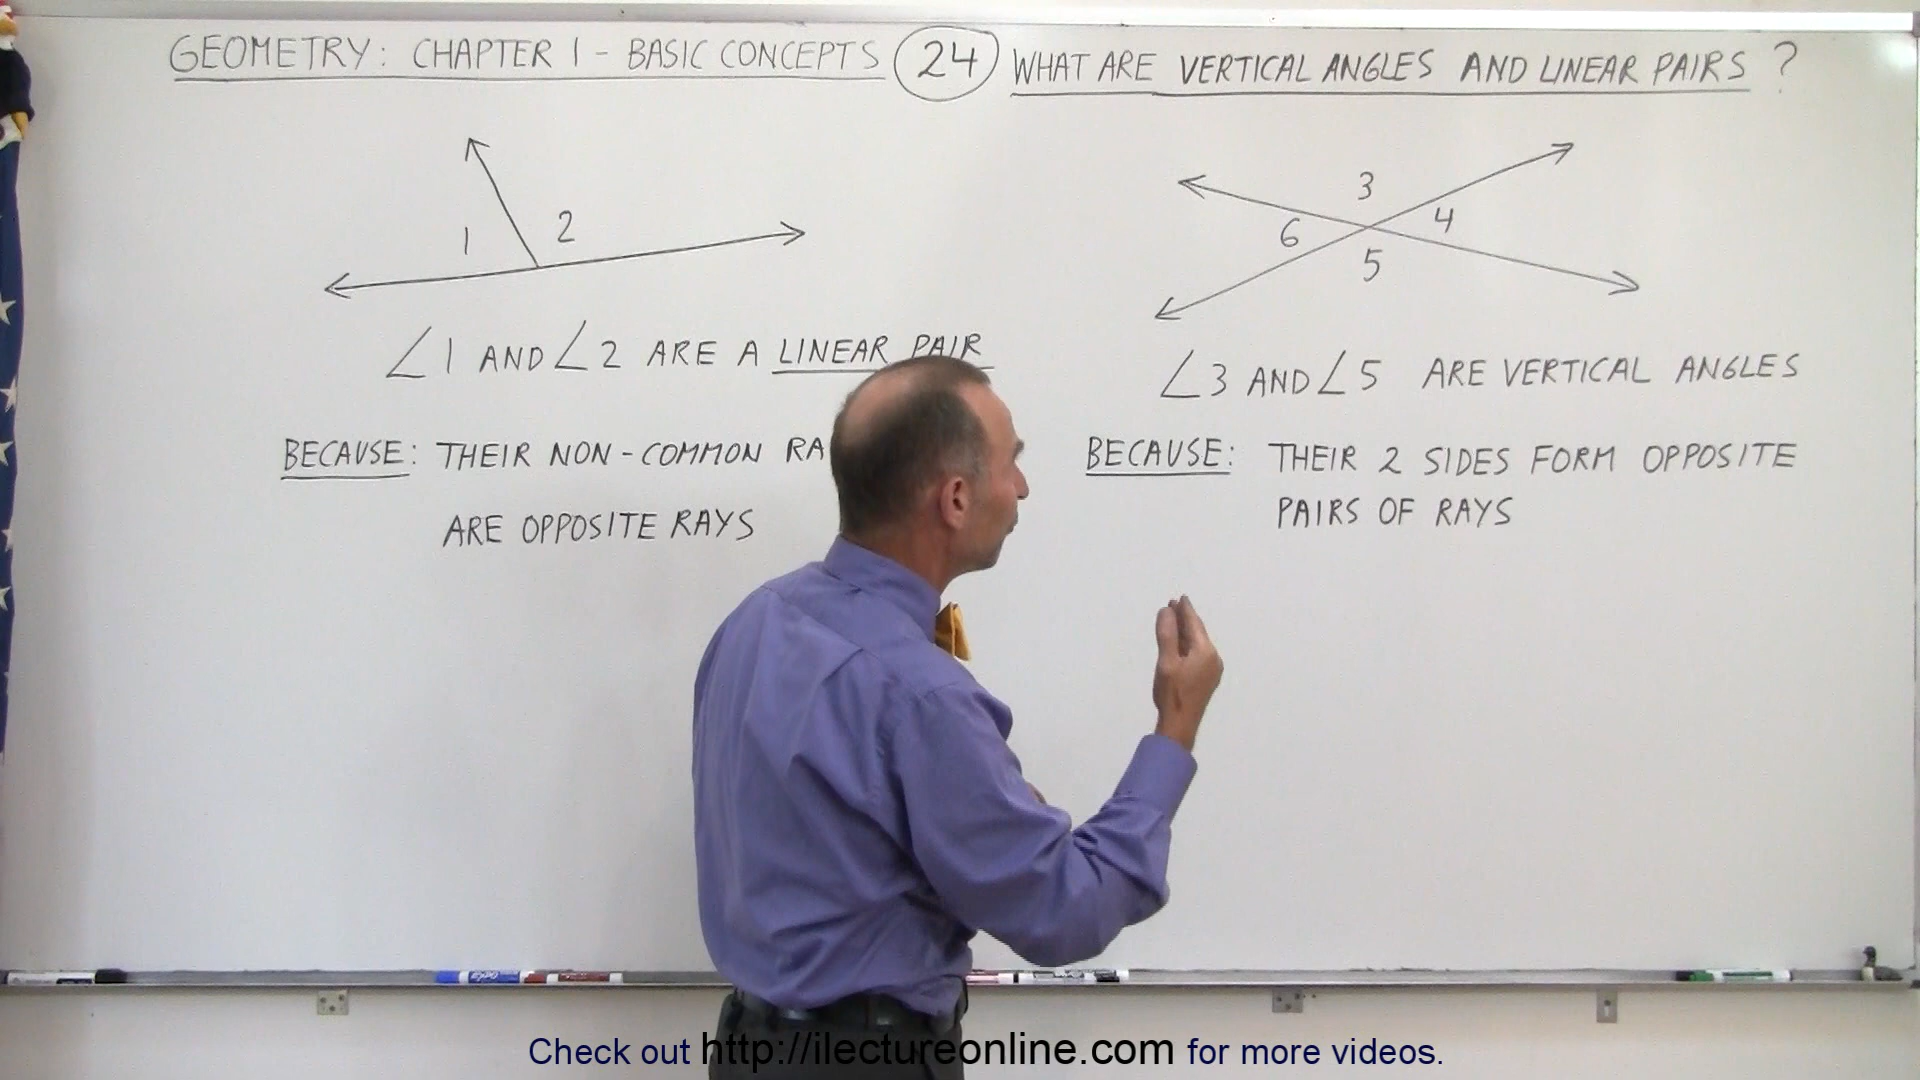 GEOMETRY: CHAPTER 1 - BASIC CONCEPTS 24 WHAT ARE VERTICAL ANGLES AND LINEAR PAIRS ?
1 2
3
6 4
5
∠1 AND ∠2 ARE A LINEAR PAIR
BECAUSE: THEIR NON-COMMON RA
ARE OPPOSITE RAYS
∠3 AND ∠5 ARE VERTICAL ANGLES
BECAUSE: THEIR 2 SIDES FORM OPPOSITE
PAIRS OF RAYS
EXPO
Check out http://ilectureonline.com for more videos.